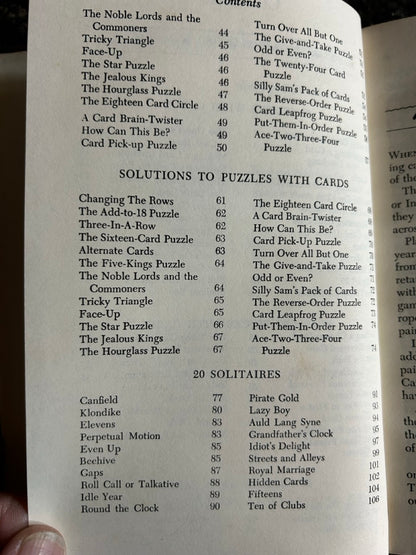 Contents
The Noble Lords and the
Commoners 44
Tricky Triangle 45
Face-Up 46
The Star Puzzle 46
The Jealous Kings 46
The Hourglass Puzzle 47
The Eighteen Card Circle 48
A Card Brain-Twister 49
How Can This Be? 49
Card Pick-up Puzzle 50
Turn Over All But One
The Give-and-Take Puzzle
Odd or Even?
The Twenty-Four Card
Puzzle
Silly Sam's Pack of Cards
The Reverse-Order Puzzle
Card Leapfrog Puzzle
Put-Them-In-Order Puzzle
Ace-Two-Three-Four
Puzzle
SOLUTIONS TO PUZZLES WITH CARDS
Changing The Rows 61
The Add-to-18 Puzzle 62
Three-In-A-Row 62
The Sixteen-Card Puzzle 63
Alternate Cards 63
The Five-Kings Puzzle 64
The Noble Lords and the
Commoners 64
Tricky Triangle 65
Face-Up 65
The Star Puzzle 66
The Jealous Kings 67
The Hourglass Puzzle 67
The Eighteen Card Circle
A Card Brain-Twister
How Can This Be?
Card Pick-Up Puzzle
Turn Over All But One
The Give-and-Take Puzzle
Odd or Even?
Silly Sam's Pack of Cards
The Reverse-Order Puzzle
Card Leapfrog Puzzle
Put-Them-In-Order Puzzle 74
Ace-Two-Three-Four
Puzzle 74
20 SOLITAIRES
Canfield 77
Klondike 80
Elevens 83
Perpetual Motion 83
Even Up 85
Beehive 85
Gaps 87
Roll Call or Talkative 88
Idle Year 89
Round the Clock 90
Pirate Gold 91
Lazy Boy 93
Auld Lang Syne 94
Grandfather's Clock 95
Idiot's Delight 97
Streets and Alleys 99
Royal Marriage 101
Hidden Cards 102
Fifteens 104
Ten of Clubs 106